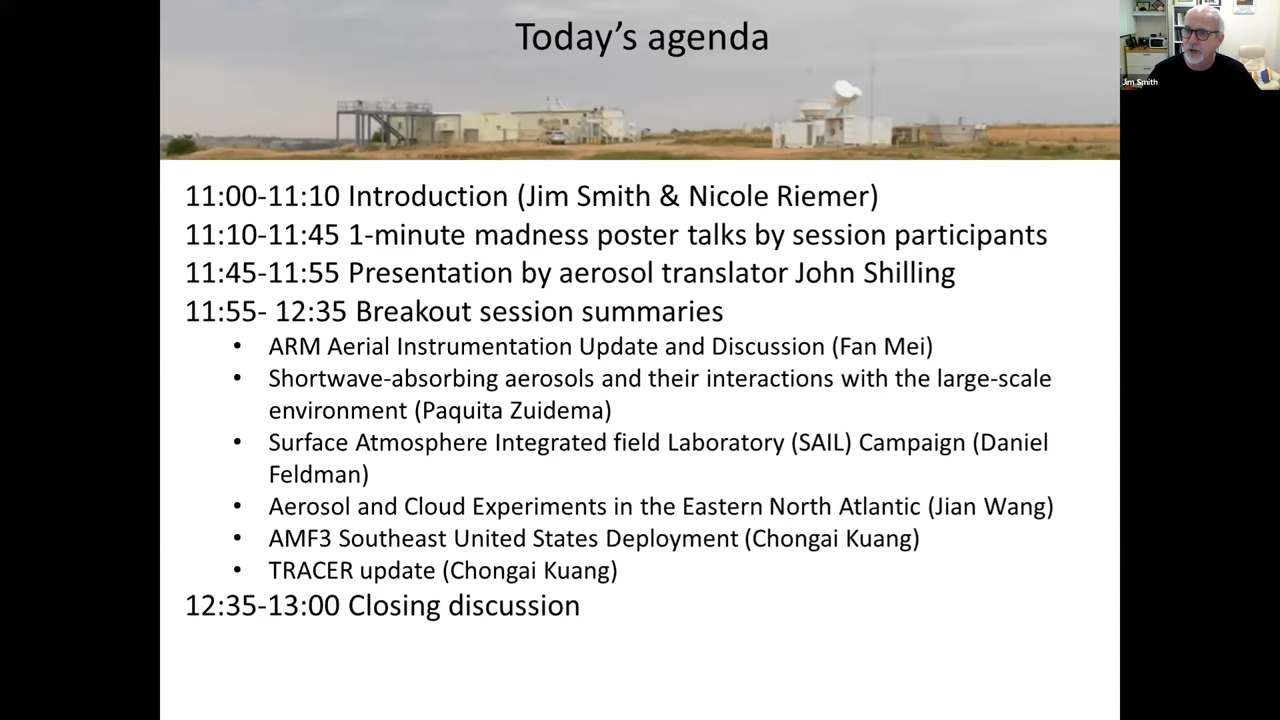 Today’s agenda
Jim Smith
11:00-11:10 Introduction (Jim Smith & Nicole Riemer)
11:10-11:45 1-minute madness poster talks by session participants
11:45-11:55 Presentation by aerosol translator John Shilling
11:55- 12:35 Breakout session summaries
• ARM Aerial Instrumentation Update and Discussion (Fan Mei)
• Shortwave-absorbing aerosols and their interactions with the large-scale
environment (Paquita Zuidema)
• Surface Atmosphere Integrated field Laboratory (SAIL) Campaign (Daniel
Feldman)
• Aerosol and Cloud Experiments in the Eastern North Atlantic (Jian Wang)
• AMF3 Southeast United States Deployment (Chongai Kuang)
• TRACER update (Chongai Kuang)
12:35-13:00 Closing discussion